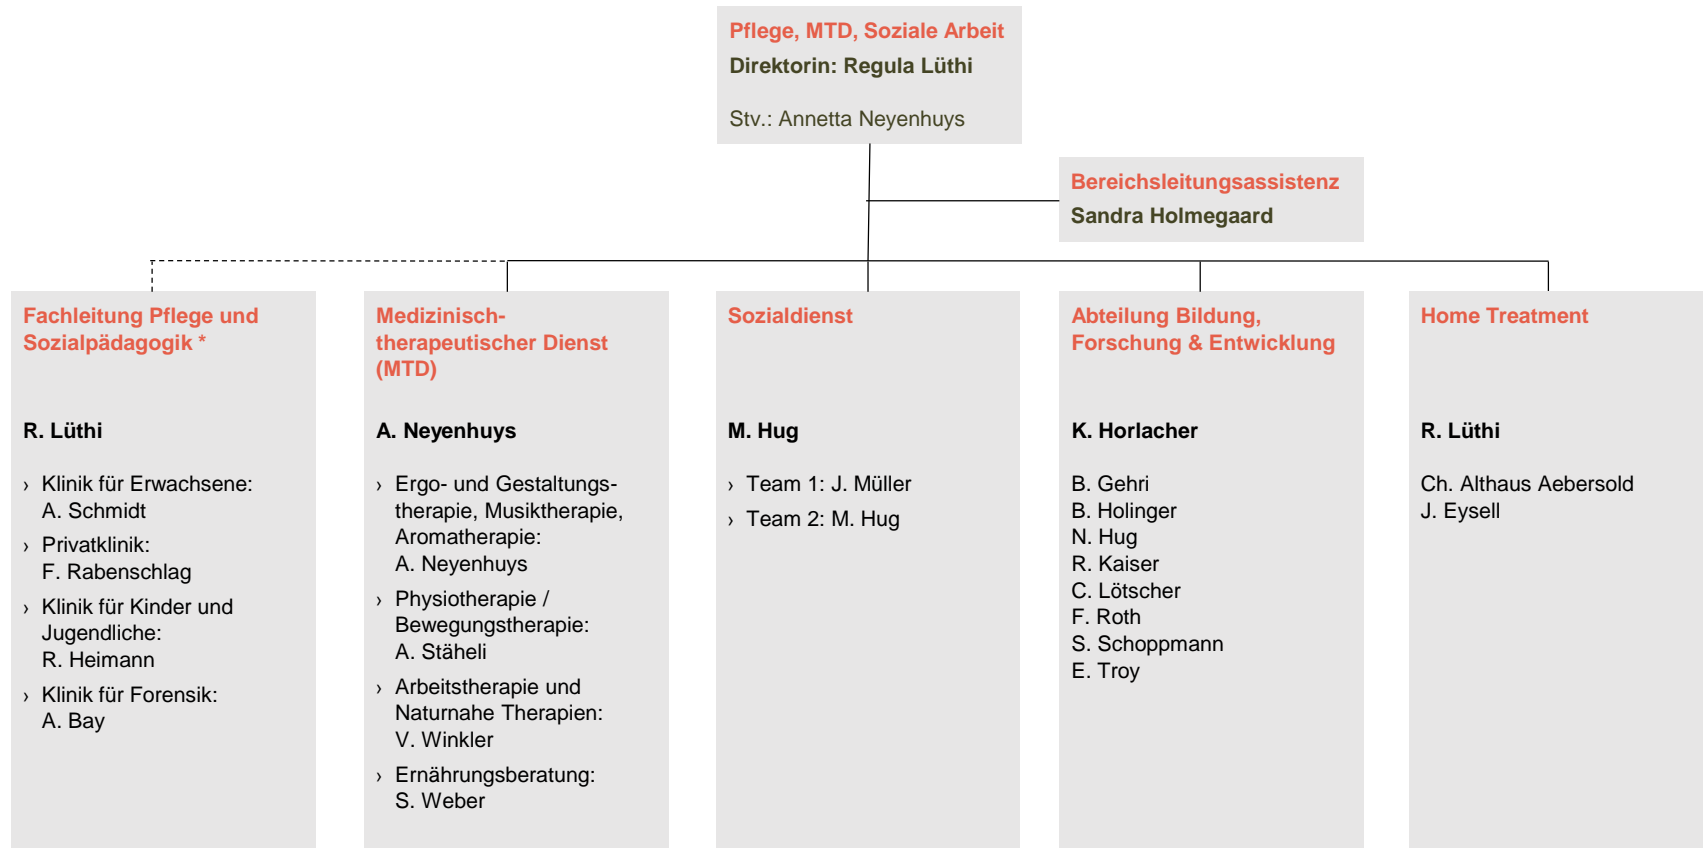 Pflege, MTD, Soziale Arbeit
Direktorin: Regula Lüthi
Stv.: Annetta Neyenhuys
Bereichsleitungsassistenz
Sandra Holmegaard
Fachleitung Pflege und
Sozialpädagogik *
R. Lüthi
› Klinik für Erwachsene:
A. Schmidt
› Privatklinik:
F. Rabenschlag
› Klinik für Kinder und
Jugendliche:
R. Heimann
› Klinik für Forensik:
A. Bay
Medizinisch-
therapeutischer Dienst
(MTD)
A. Neyenhuys
› Ergo- und Gestaltungs-
therapie, Musiktherapie,
Aromatherapie:
A. Neyenhuys
› Physiotherapie /
Bewegungstherapie:
A. Stäheli
› Arbeitstherapie und
Naturnahe Therapien:
V. Winkler
› Ernährungsberatung:
S. Weber
Sozialdienst
M. Hug
› Team 1: J. Müller
› Team 2: M. Hug
Abteilung Bildung,
Forschung & Entwicklung
K. Horlacher
B. Gehri
B. Holinger
N. Hug
R. Kaiser
C. Lötscher
F. Roth
S. Schoppmann
E. Troy
Home Treatment
R. Lüthi
Ch. Althaus Aebersold
J. Eysell